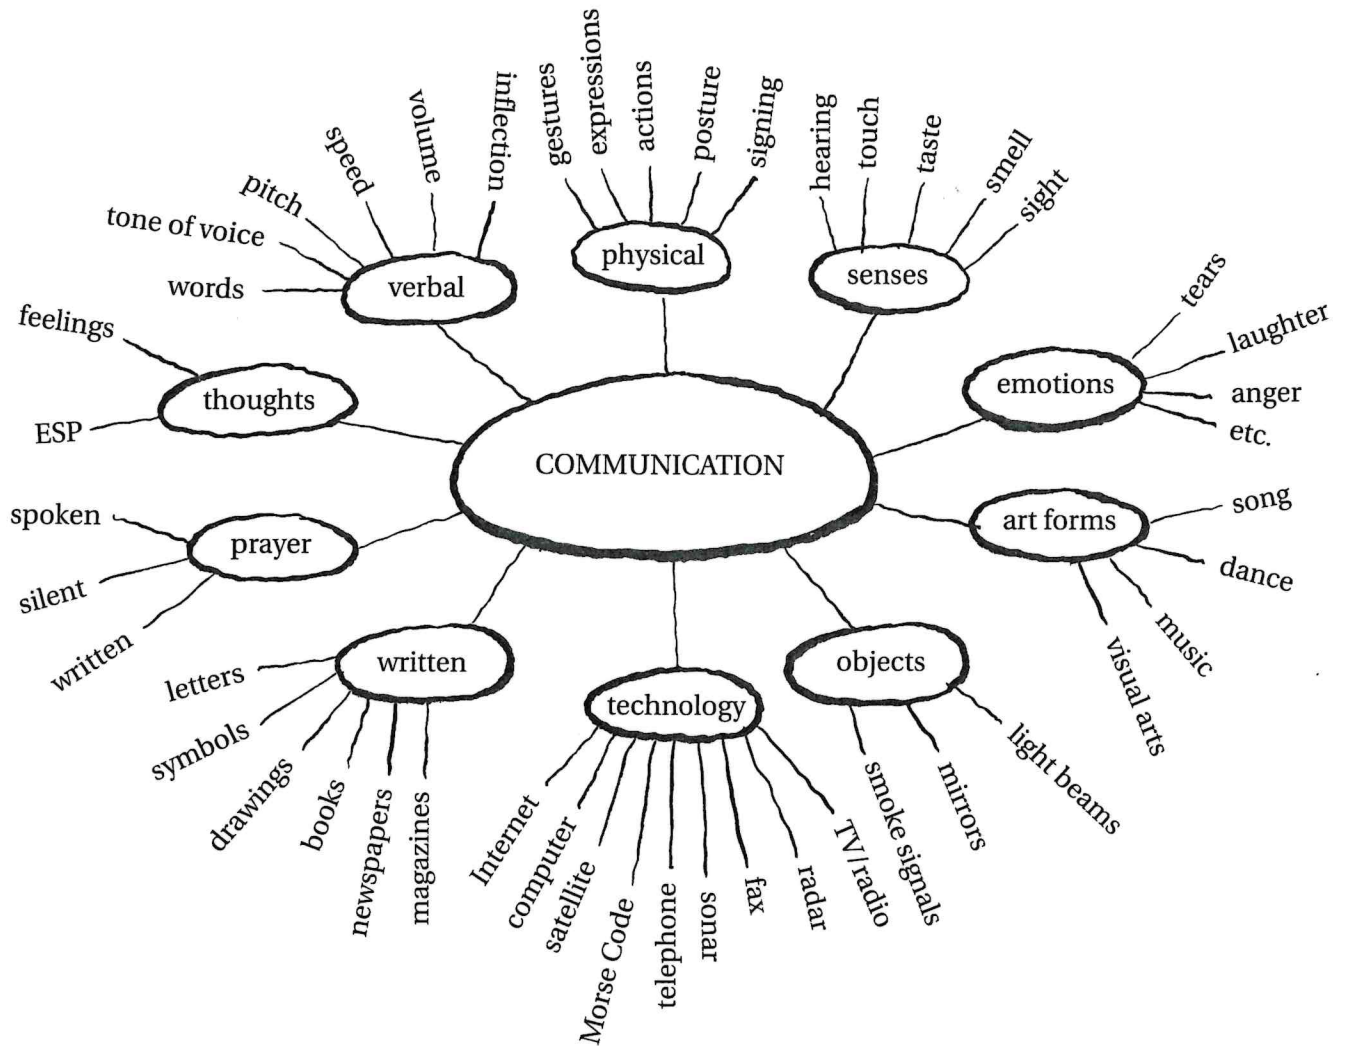 COMMUNICATION
verbal
words
tone of voice
pitch
speed
volume
inflection
physical
gestures
expressions
actions
posture
signing
senses
hearing
touch
taste
smell
sight
emotions
tears
laughter
anger
etc.
art forms
song
dance
music
visual arts
objects
light beams
mirrors
smoke signals
technology
TV/radio
radar
fax
sonar
telephone
Morse Code
satellite
computer
Internet
written
magazines
newspapers
books
drawings
symbols
letters
prayer
written
silent
spoken
thoughts
ESP
feelings